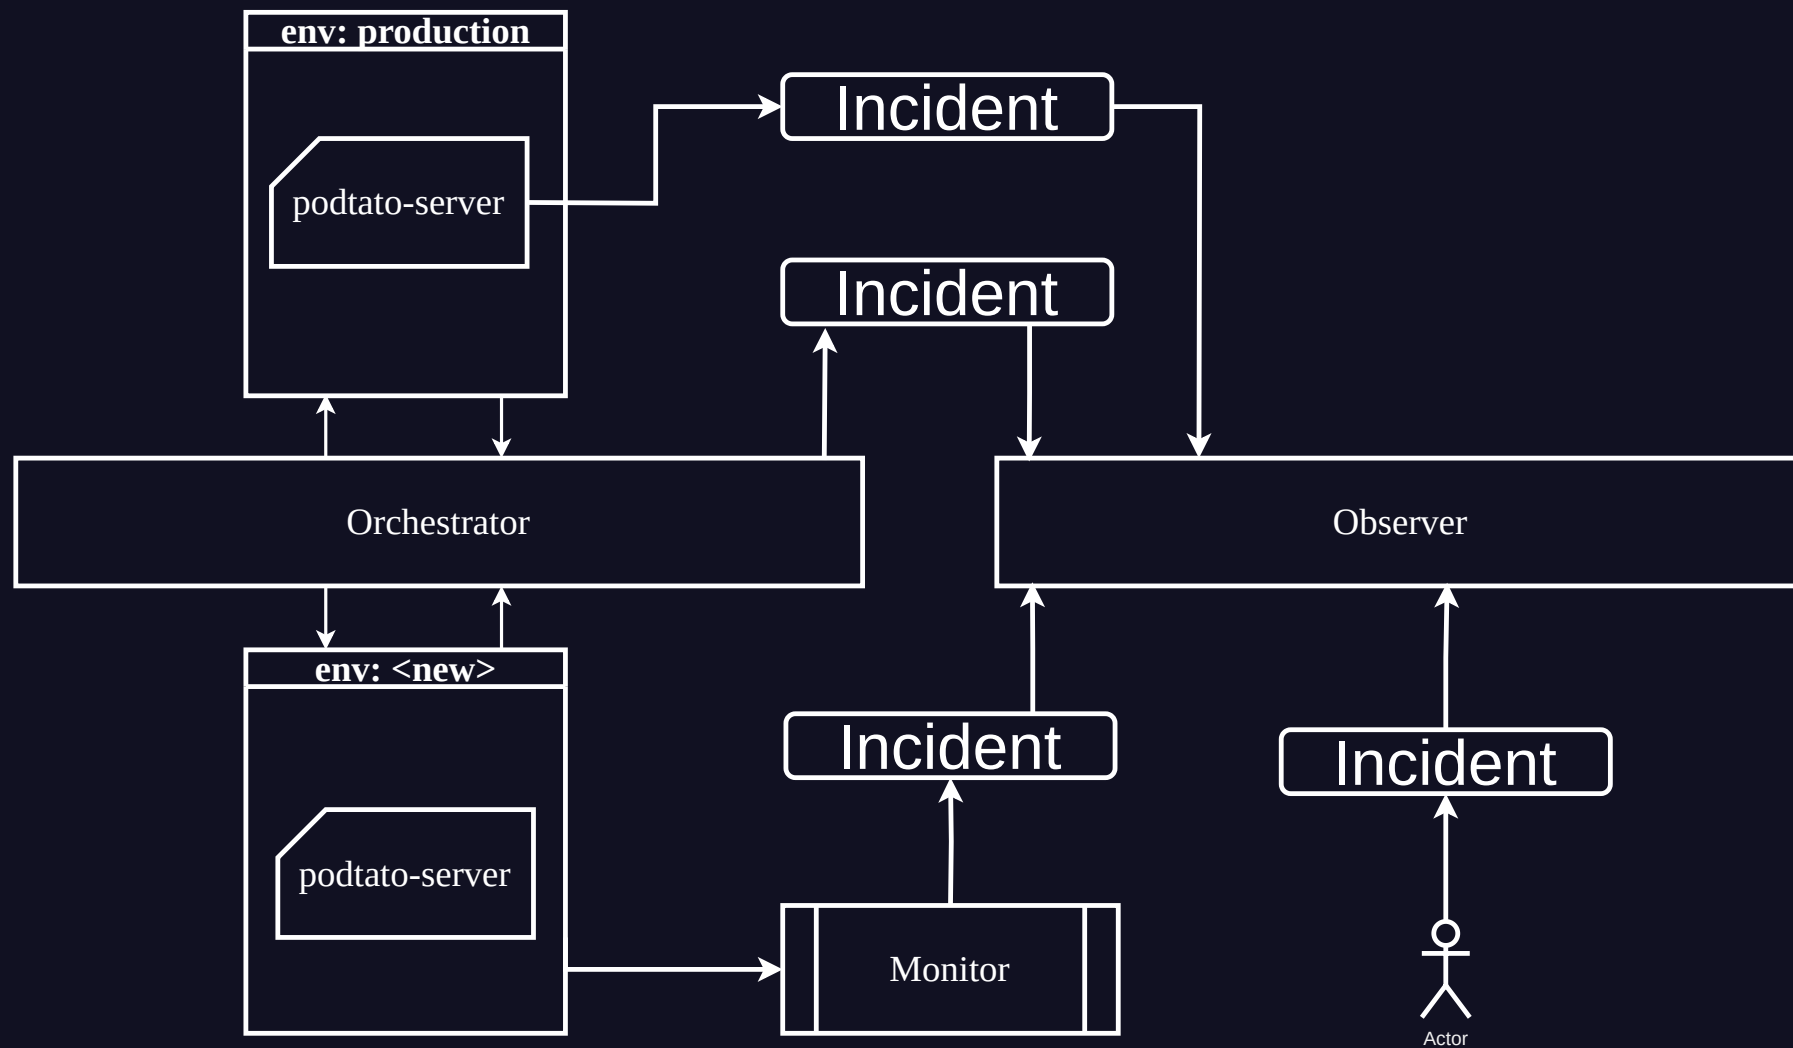 env: production
Incident
podtato-server
Incident
Orchestrator
Observer
env: <new>
Incident
Incident
podtato-server
Monitor
Actor